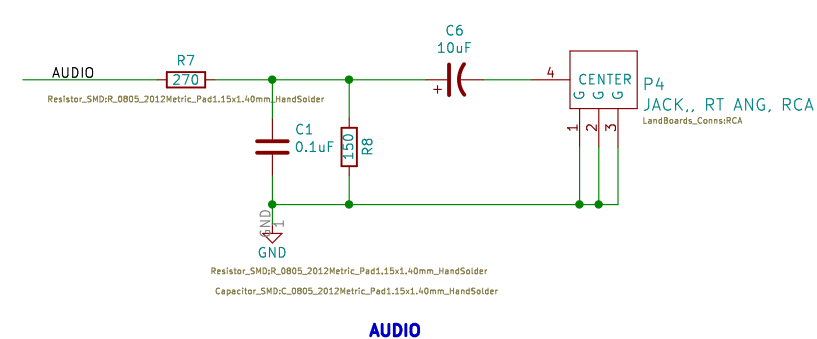 C6
10uF
R7
AUDIO
270
4
CENTER
P4
G G G
JACK,, RT ANG, RCA
Resistor_SMD:R_0805_2012Metric_Pad1.15x1.40mm_HandSolder
LandBoards_Conns:RCA
+
1 2 3
C1
0.1uF
150
R8
GND
1
GND
Resistor_SMD:R_0805_2012Metric_Pad1.15x1.40mm_HandSolder
Capacitor_SMD:C_0805_2012Metric_Pad1.15x1.40mm_HandSolder
AUDIO